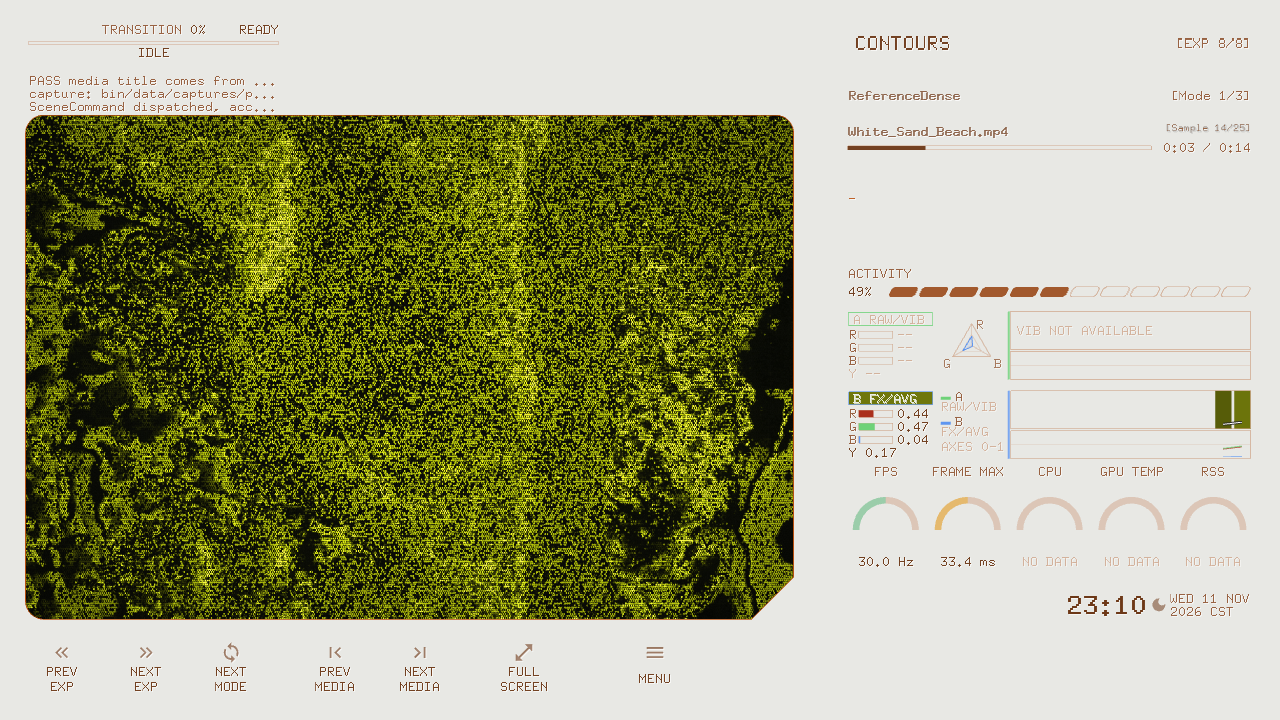 TRANSITION 0% READY
IDLE
PASS media title comes from ...
capture: bin/data/captures/p...
SceneCommand dispatched, acc...
CONTOURS [EXP 8/8]
ReferenceDense [Mode 1/3]
White_Sand_Beach.mp4 [Sample 14/25]
0:03 / 0:14
-
ACTIVITY
49%
A RAW/VIB
R --
G --
B --
Y --
R
G B
VIB NOT AVAILABLE
B FX/AVG
R 0.44
G 0.47
B 0.04
Y 0.17
A
RAW/VIB
B
FX/AVG
AXES 0-1
FPS FRAME MAX CPU GPU TEMP RSS
30.0 Hz 33.4 ms NO DATA NO DATA NO DATA
23:10 WED 11 NOV
2026 CST
PREV EXP
NEXT EXP
NEXT MODE
PREV MEDIA
NEXT MEDIA
FULL SCREEN
MENU